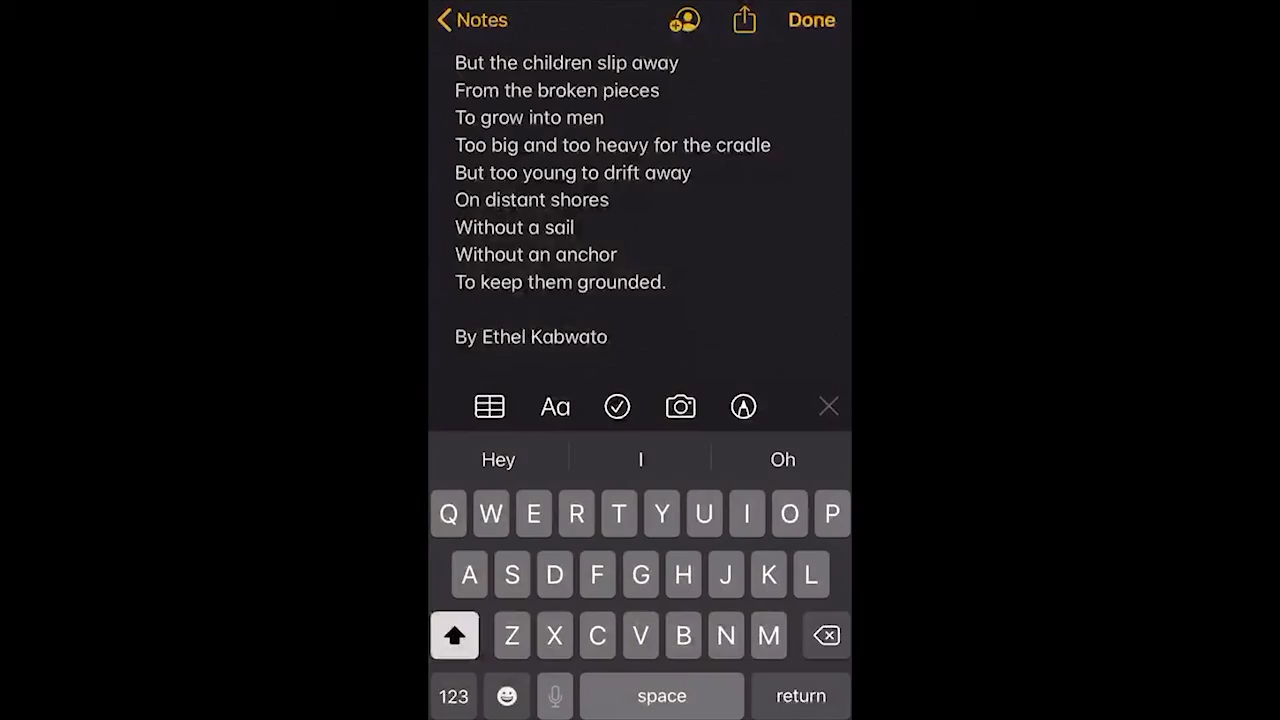 Notes
Done
But the children slip away
From the broken pieces
To grow into men
Too big and too heavy for the cradle
But too young to drift away
On distant shores
Without a sail
Without an anchor
To keep them grounded.
By Ethel Kabwato
Aa
Hey I Oh
Q W E R T Y U I O P
A S D F G H J K L
Z X C V B N M
123 space return